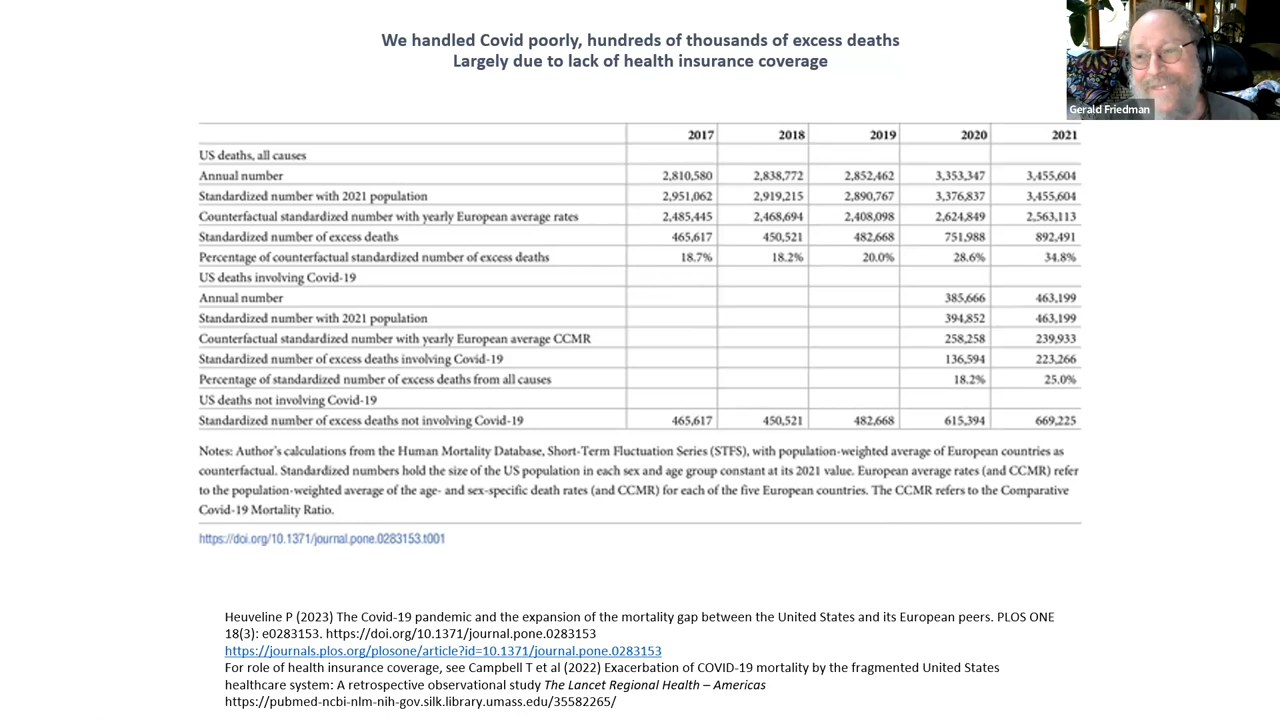 We handled Covid poorly, hundreds of thousands of excess deaths
Largely due to lack of health insurance coverage
Gerald Friedman
2017 2018 2019 2020 2021
US deaths, all causes
Annual number 2,810,580 2,838,772 2,852,462 3,353,347 3,455,604
Standardized number with 2021 population 2,951,062 2,919,215 2,890,767 3,376,837 3,455,604
Counterfactual standardized number with yearly European average rates 2,485,445 2,468,694 2,408,098 2,624,849 2,563,113
Standardized number of excess deaths 465,617 450,521 482,668 751,988 892,491
Percentage of counterfactual standardized number of excess deaths 18.7% 18.2% 20.0% 28.6% 34.8%
US deaths involving Covid-19
Annual number 385,666 463,199
Standardized number with 2021 population 394,852 463,199
Counterfactual standardized number with yearly European average CCMR 258,258 239,933
Standardized number of excess deaths involving Covid-19 136,594 223,266
Percentage of standardized number of excess deaths from all causes 18.2% 25.0%
US deaths not involving Covid-19
Standardized number of excess deaths not involving Covid-19 465,617 450,521 482,668 615,394 669,225
Notes: Author's calculations from the Human Mortality Database, Short-Term Fluctuation Series (STFS), with population-weighted average of European countries as
counterfactual. Standardized numbers hold the size of the US population in each sex and age group constant at its 2021 value. European average rates (and CCMR) refer
to the population-weighted average of the age- and sex-specific death rates (and CCMR) for each of the five European countries. The CCMR refers to the Comparative
Covid-19 Mortality Ratio.
https://doi.org/10.1371/journal.pone.0283153.t001
Heuveline P (2023) The Covid-19 pandemic and the expansion of the mortality gap between the United States and its European peers. PLOS ONE
18(3): e0283153. https://doi.org/10.1371/journal.pone.0283153
https://journals.plos.org/plosone/article?id=10.1371/journal.pone.0283153
For role of health insurance coverage, see Campbell T et al (2022) Exacerbation of COVID-19 mortality by the fragmented United States
healthcare system: A retrospective observational study The Lancet Regional Health – Americas
https://pubmed-ncbi-nlm-nih-gov.silk.library.umass.edu/35582265/